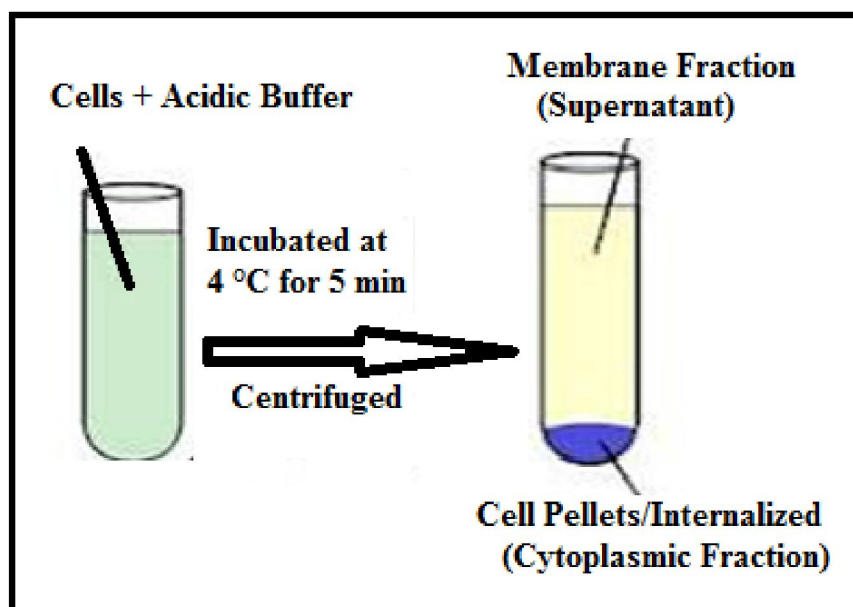 Cells + Acidic Buffer
Membrane Fraction
(Supernatant)
Incubated at
4 °C for 5 min
Centrifuged
Cell Pellets/Internalized
(Cytoplasmic Fraction)